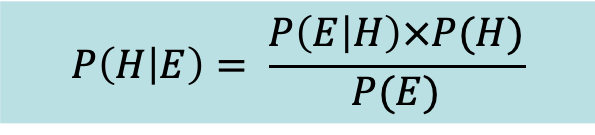 P(H|E) = P(E|H)×P(H) / P(E)